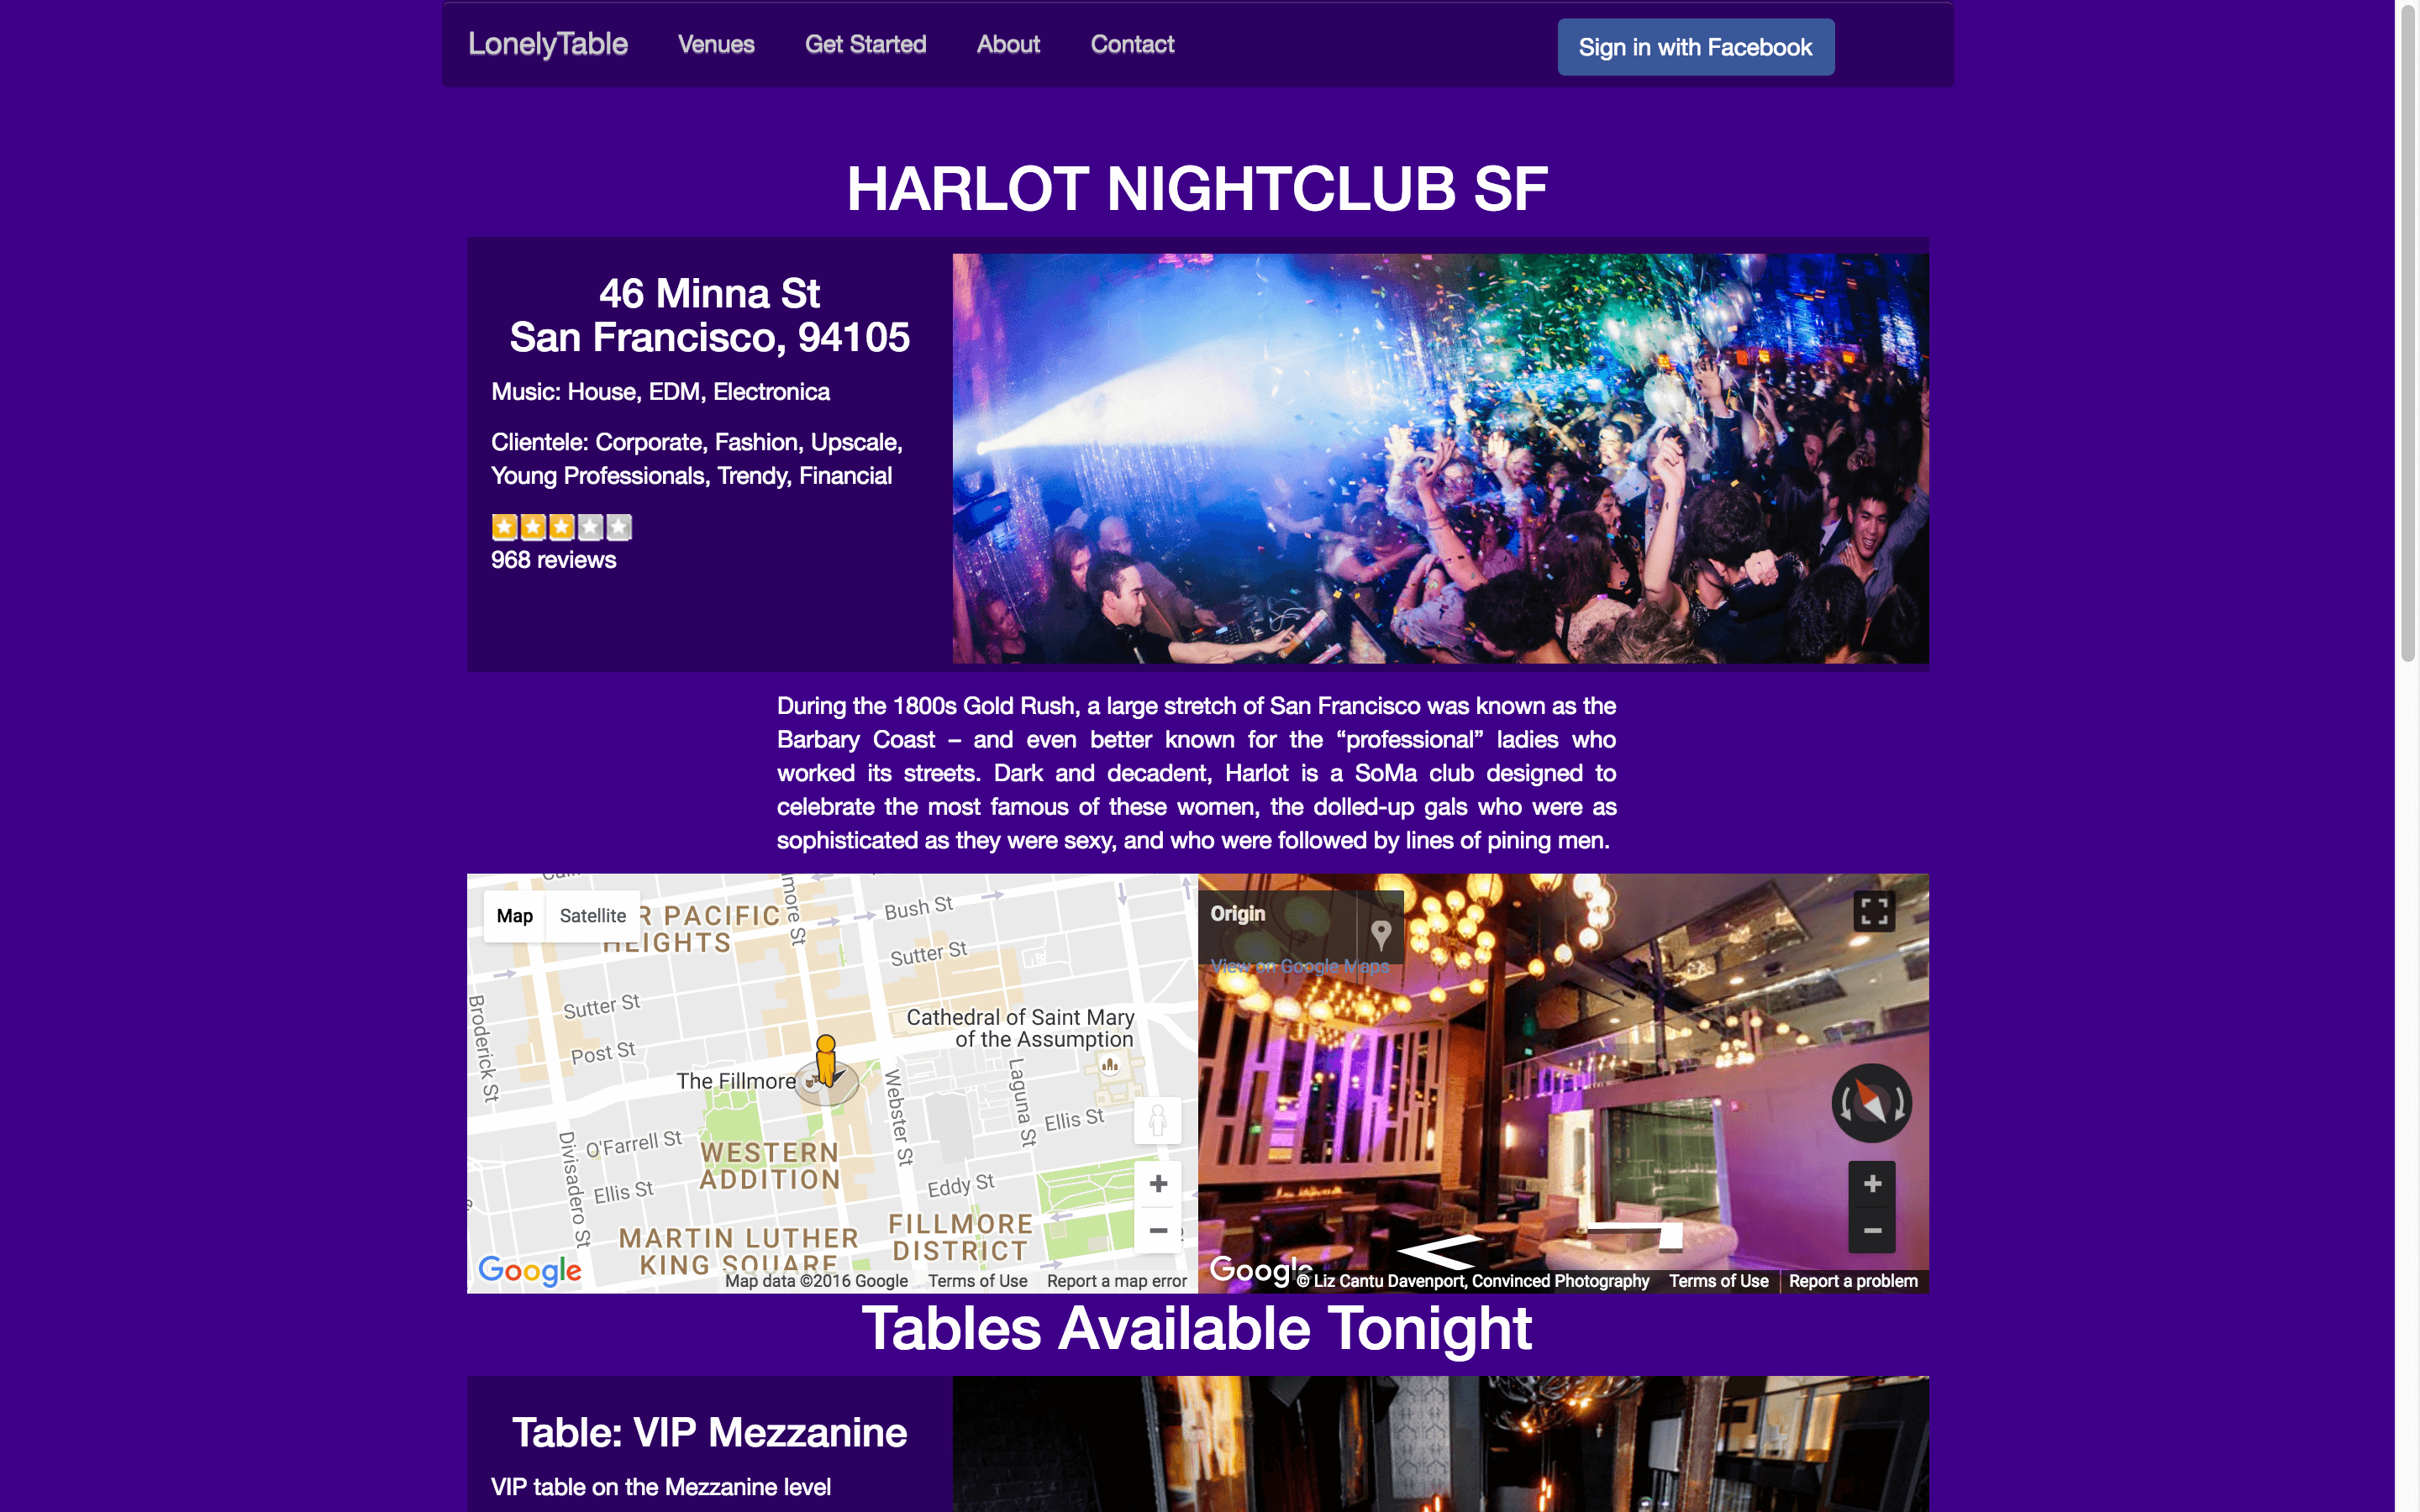 LonelyTable Venues Get Started About Contact Sign in with Facebook
HARLOT NIGHTCLUB SF
46 Minna St
San Francisco, 94105
Music: House, EDM, Electronica
Clientele: Corporate, Fashion, Upscale,
Young Professionals, Trendy, Financial
968 reviews
During the 1800s Gold Rush, a large stretch of San Francisco was known as the
Barbary Coast – and even better known for the “professional” ladies who
worked its streets. Dark and decadent, Harlot is a SoMa club designed to
celebrate the most famous of these women, the dolled-up gals who were as
sophisticated as they were sexy, and who were followed by lines of pining men.
Map Satellite
R PACIFIC
HEIGHTS
more St
Bush St
Sutter St
Broderick St
Sutter St
Post St
Cathedral of Saint Mary
of the Assumption
The Fillmore
Webster St
Laguna St
Ellis St
Divisadero St
O'Farrell St
WESTERN
ADDITION
Ellis St
Eddy St
MARTIN LUTHER
KING SQUARE
FILLMORE
DISTRICT
Google
Map data ©2016 Google Terms of Use Report a map error
Origin
View on Google Maps
Google
© Liz Cantu Davenport, Convinced Photography Terms of Use Report a problem
Tables Available Tonight
Table: VIP Mezzanine
VIP table on the Mezzanine level